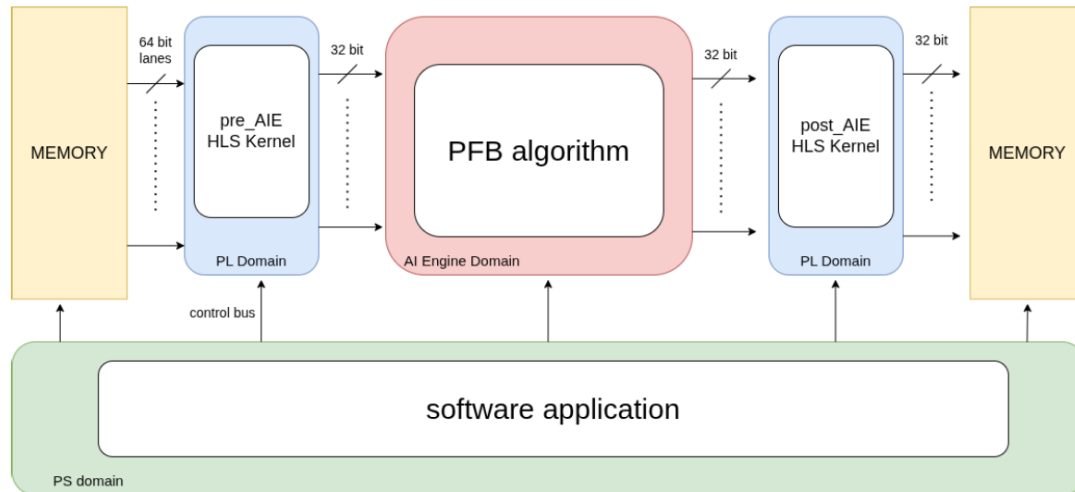 64 bit
lanes
32 bit
32 bit
32 bit
MEMORY
pre_AIE
HLS Kernel
PFB algorithm
post_AIE
HLS Kernel
MEMORY
PL Domain
AI Engine Domain
PL Domain
control bus
software application
PS domain